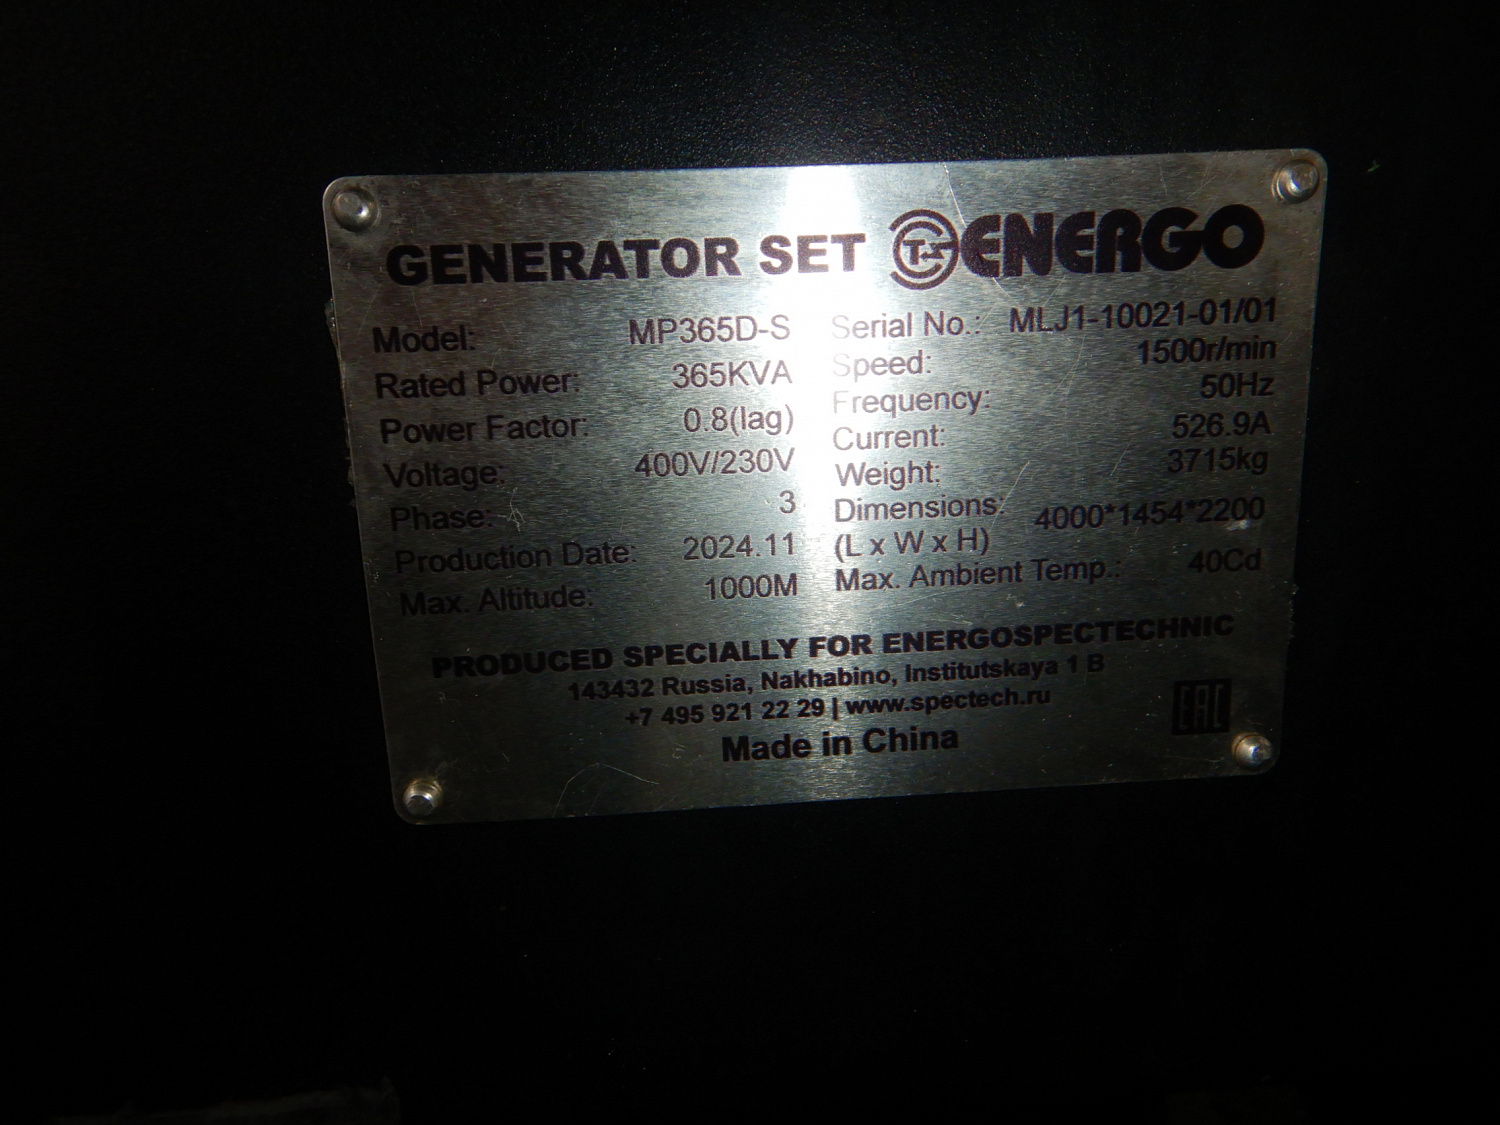 GENERATOR SET ENERGO
Model: MP365D-S
Rated Power: 365KVA
Power Factor: 0.8(lag)
Voltage: 400V/230V
Phase: 3
Production Date: 2024.11
Max. Altitude: 1000M
Serial No.: MLJ1-10021-01/01
Speed: 1500r/min
Frequency: 50Hz
Current: 526.9A
Weight: 3715kg
Dimensions: 4000*1454*2200
(L x W x H)
Max. Ambient Temp.: 40Cd
PRODUCED SPECIALLY FOR ENERGOSPECTECHNIC
143432 Russia, Nakhabino, Institutskaya 1 B
+7 495 921 22 29 | www.spectech.ru
Made in China
EAC